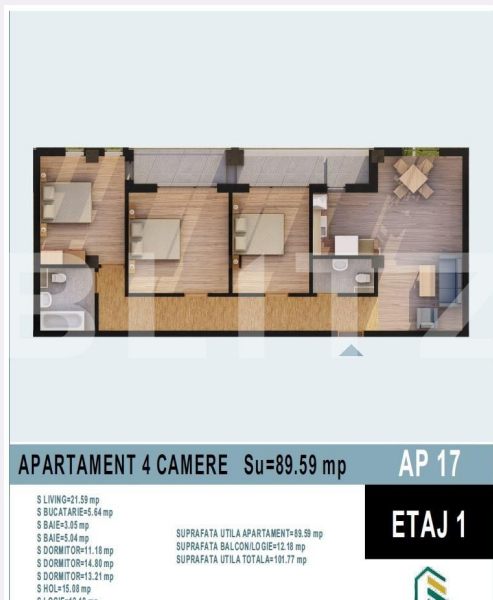 BLITZ
APARTAMENT 4 CAMERE Su=89.59 mp
AP 17
ETAJ 1
S LIVING=21.59 mp
S BUCATARIE=5.64 mp
S BAIE=3.05 mp
S BAIE=5.04 mp
S DORMITOR=11.18 mp
S DORMITOR=14.80 mp
S DORMITOR=13.21 mp
S HOL=15.08 mp
SUPRAFATA UTILA APARTAMENT=89.59 mp
SUPRAFATA BALCON/LOGIE=12.18 mp
SUPRAFATA UTILA TOTALA=101.77 mp